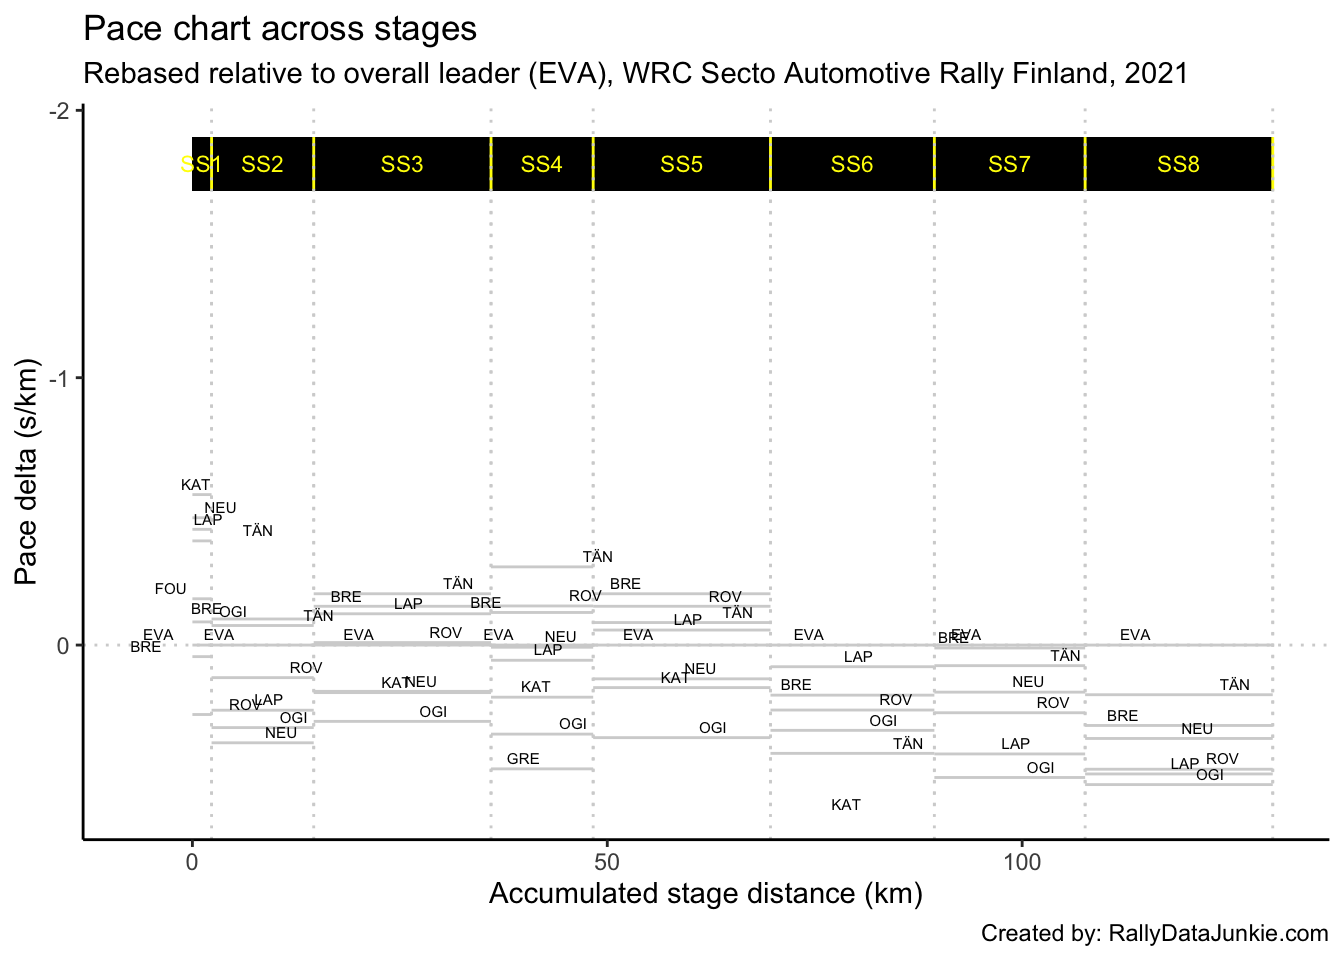 Pace chart across stages
Rebased relative to overall leader (EVA), WRC Secto Automotive Rally Finland, 2021
-2
SS1 SS2 SS3 SS4 SS5 SS6 SS7 SS8
-1
Pace delta (s/km)
KAT
NEU
LAP
TÄN
TÄN
TÄN BRE
FOU
BRE ROV ROV
BRE OGI LAP BRE
TÄN LAP TÄN
0 EVA EVA EVA ROV EVA NEU EVA EVA BRE EVA EVA
BRE LAP LAP TÄN
ROV NEU
KAT NEU KAT KAT BRE NEU TÄN
ROV LAP ROV ROV
OGI OGI OGI OGI OGI BRE
NEU NEU
TÄN LAP
GRE ROV
OGI LAP
OGI
KAT
0 50 100
Accumulated stage distance (km)
Created by: RallyDataJunkie.com